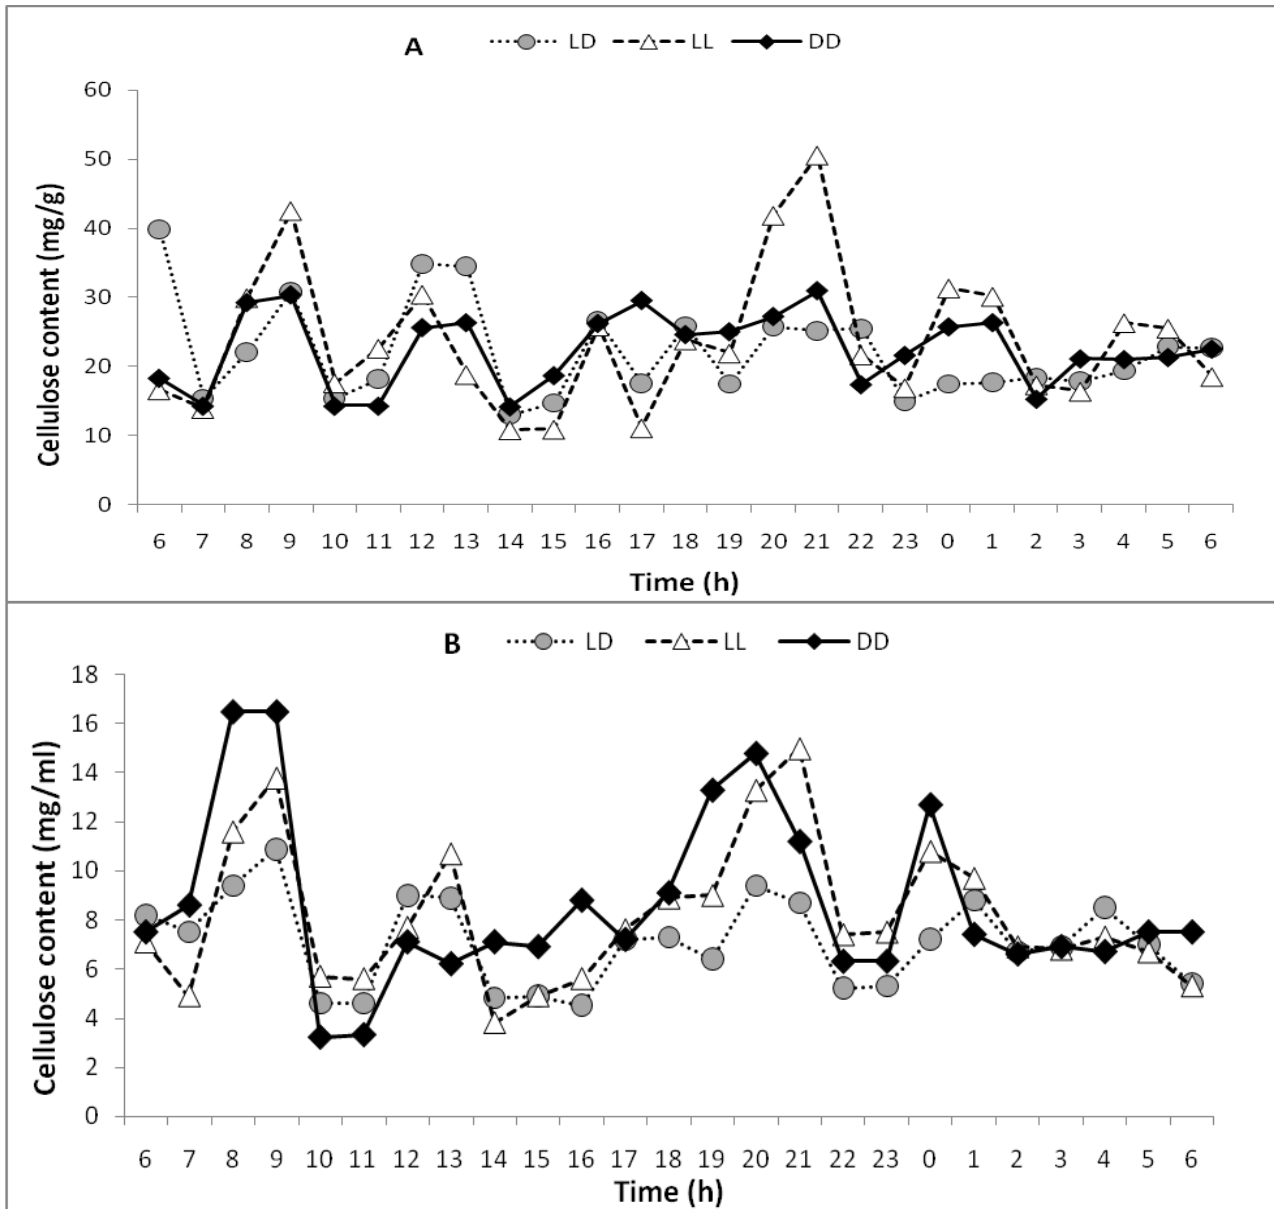 A LD LL DD
Cellulose content (mg/g)
60
50
40
30
20
10
0
6 7 8 9 10 11 12 13 14 15 16 17 18 19 20 21 22 23 0 1 2 3 4 5 6
Time (h)
B LD LL DD
Cellulose content (mg/ml)
18
16
14
12
10
8
6
4
2
0
6 7 8 9 10 11 12 13 14 15 16 17 18 19 20 21 22 23 0 1 2 3 4 5 6
Time (h)